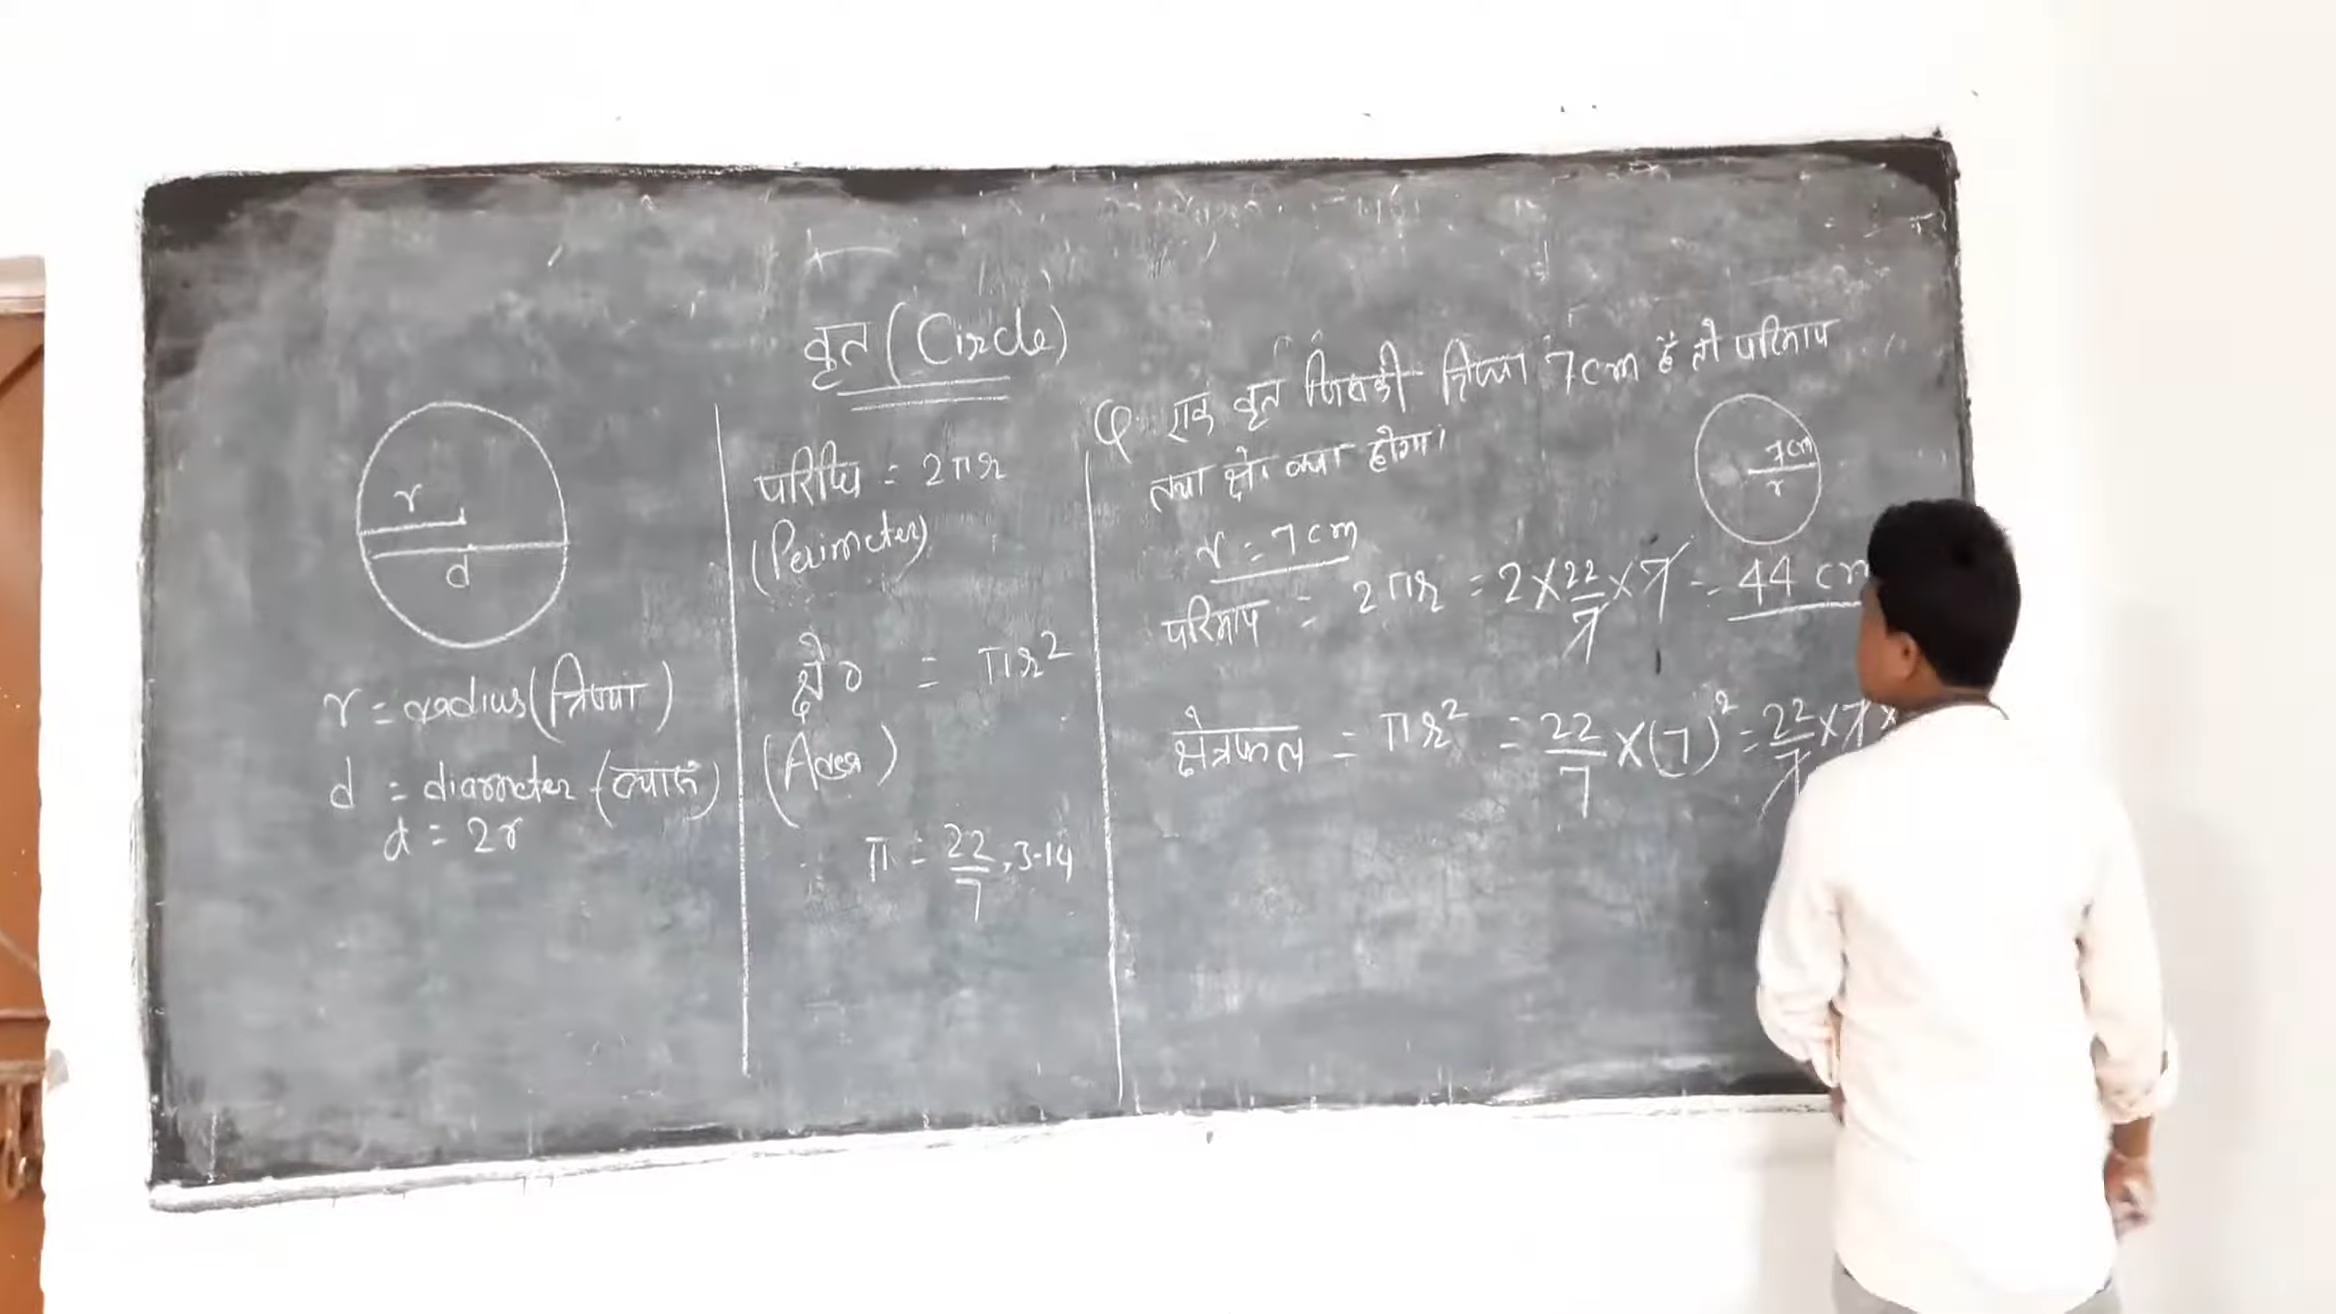 वृत (Circle)
r
d
r = radius (त्रिज्या)
d = diameter (व्यास)
d = 2r
परिधि = 2πr
(Perimeter)
क्षे० = πr²
(Area)
π = 22/7, 3.14
Q. एक वृत जिसकी त्रिज्या 7cm है तो परिमाप
तथा क्षे. क्या होगा।
7cm
r
r = 7cm
परिमाप = 2πr = 2 × 22/7 × 7 = 44 cm
क्षेत्रफल = πr² = 22/7 × (7)² = 22/7 × 7 ×